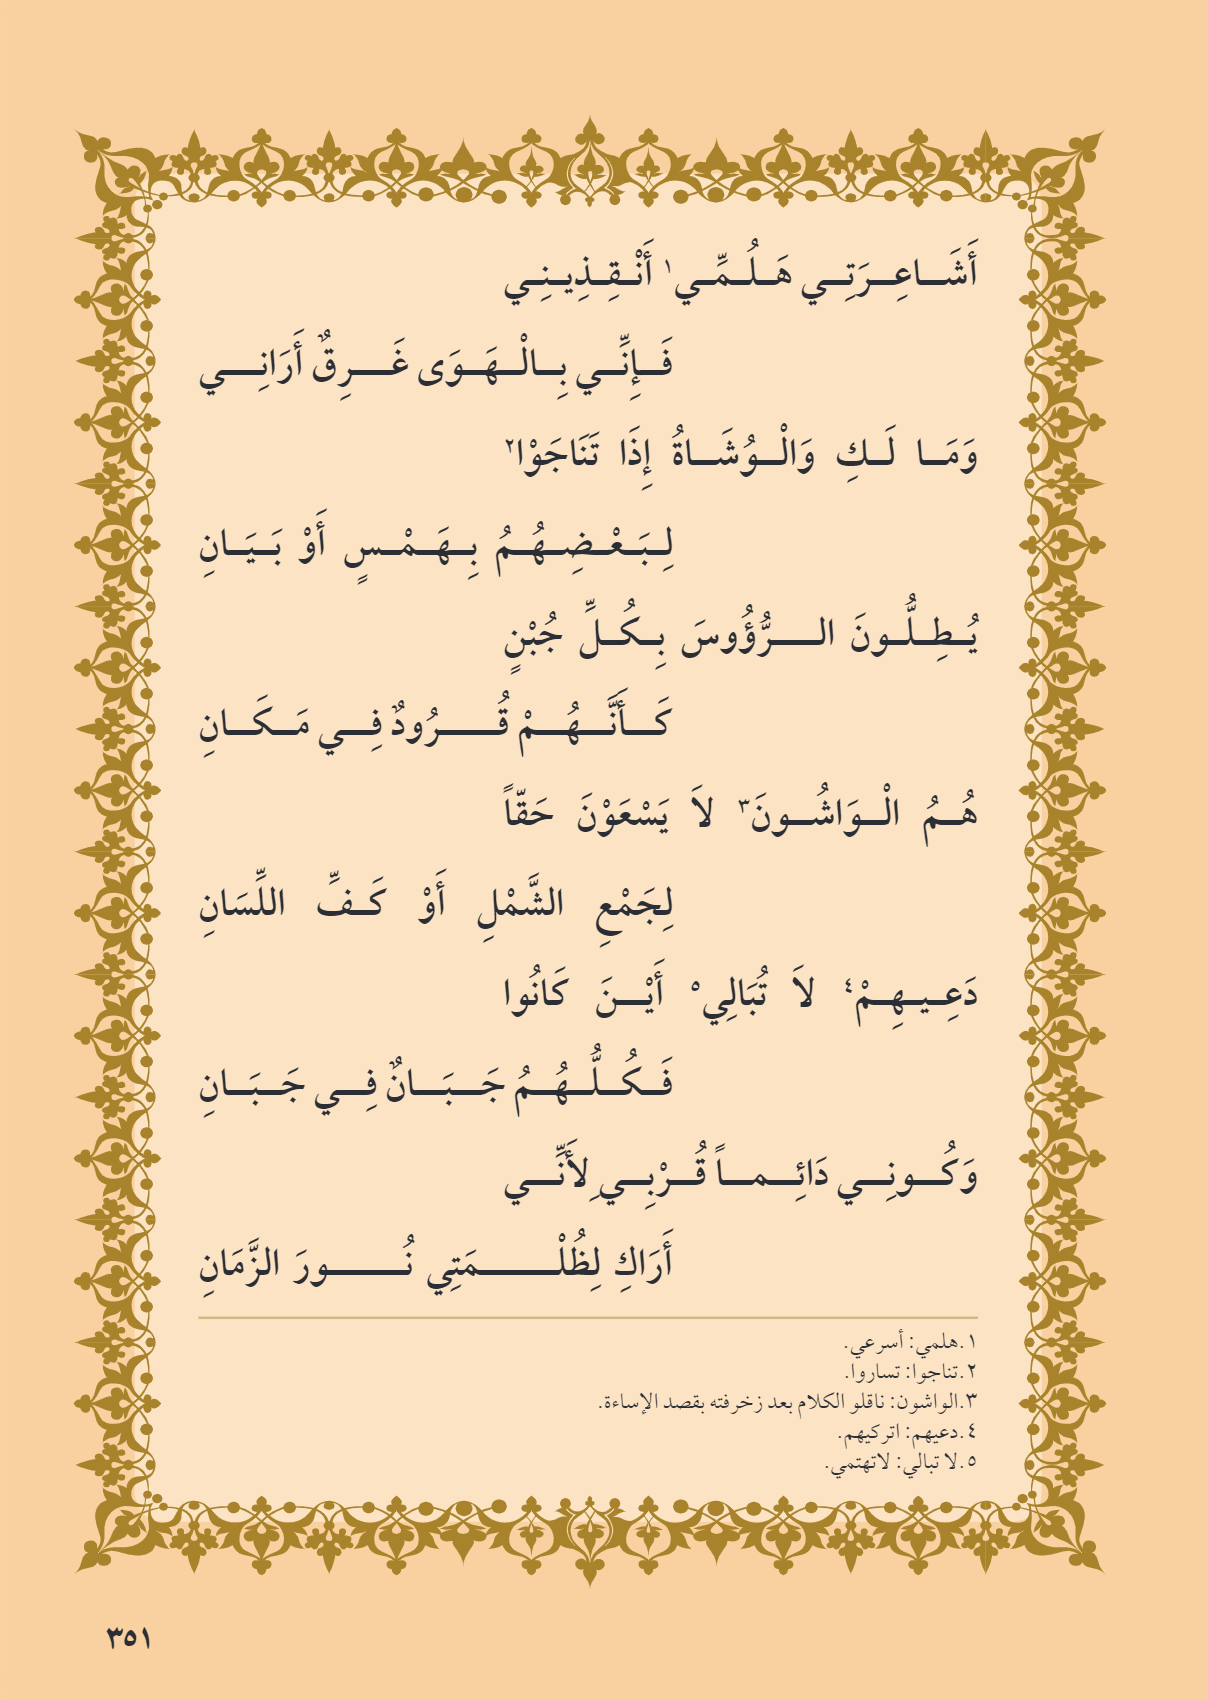 أَشَاعِرَتِي هَلُمِّي١ أَنْقِذِينِي
فَإِنِّي بِالْهَوَى غَرِقٌ أَرَانِي
وَمَا لَكِ وَالْوُشَاةُ إِذَا تَنَاجَوْا٢
لِبَعْضِهُمُ بِهَمْسٍ أَوْ بَيَانِ
يُطِلُّونَ الرُّؤُوسَ بِكُلِّ جُبْنٍ
كَأَنَّهُمْ قُرُودٌ فِي مَكَانِ
هُمُ الْوَاشُونَ٣ لاَ يَسْعَوْنَ حَقّاً
لِجَمْعِ الشَّمْلِ أَوْ كَفِّ اللِّسَانِ
دَعِيهِمْ٤ لاَ تُبَالِي٥ أَيْنَ كَانُوا
فَكُلُّهُمُ جَبَانٌ فِي جَبَانِ
وَكُونِي دَائِماً قُرْبِي لِأَنِّي
أَرَاكِ لِظُلْمَتِي نُورَ الزَّمَانِ
١.هلمي: أسرعي.
٢.تناجوا: تساروا.
٣.الواشون: ناقلو الكلام بعد زخرفته بقصد الإساءة.
٤.دعيهم: اتركيهم.
٥.لا تبالي: لاتهتمي.
٣٥١